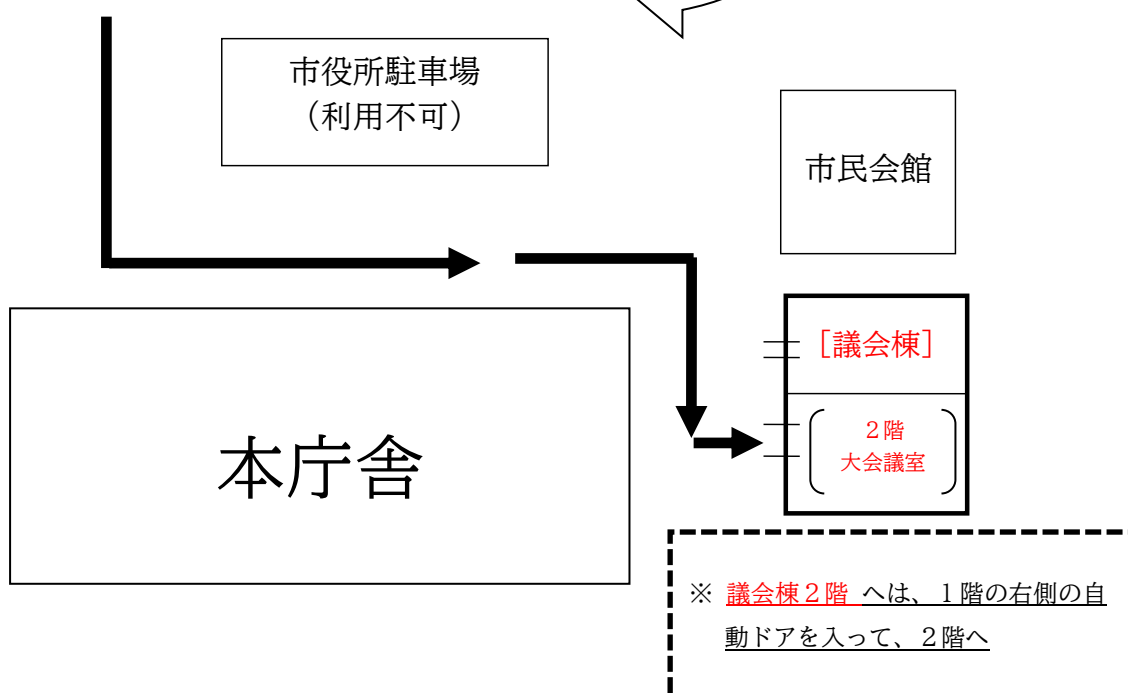 市役所駐車場
（利用不可）
市民会館
［議会棟］
２階
大会議室
本庁舎
※ 議会棟２階 へは、１階の右側の自
動ドアを入って、２階へ